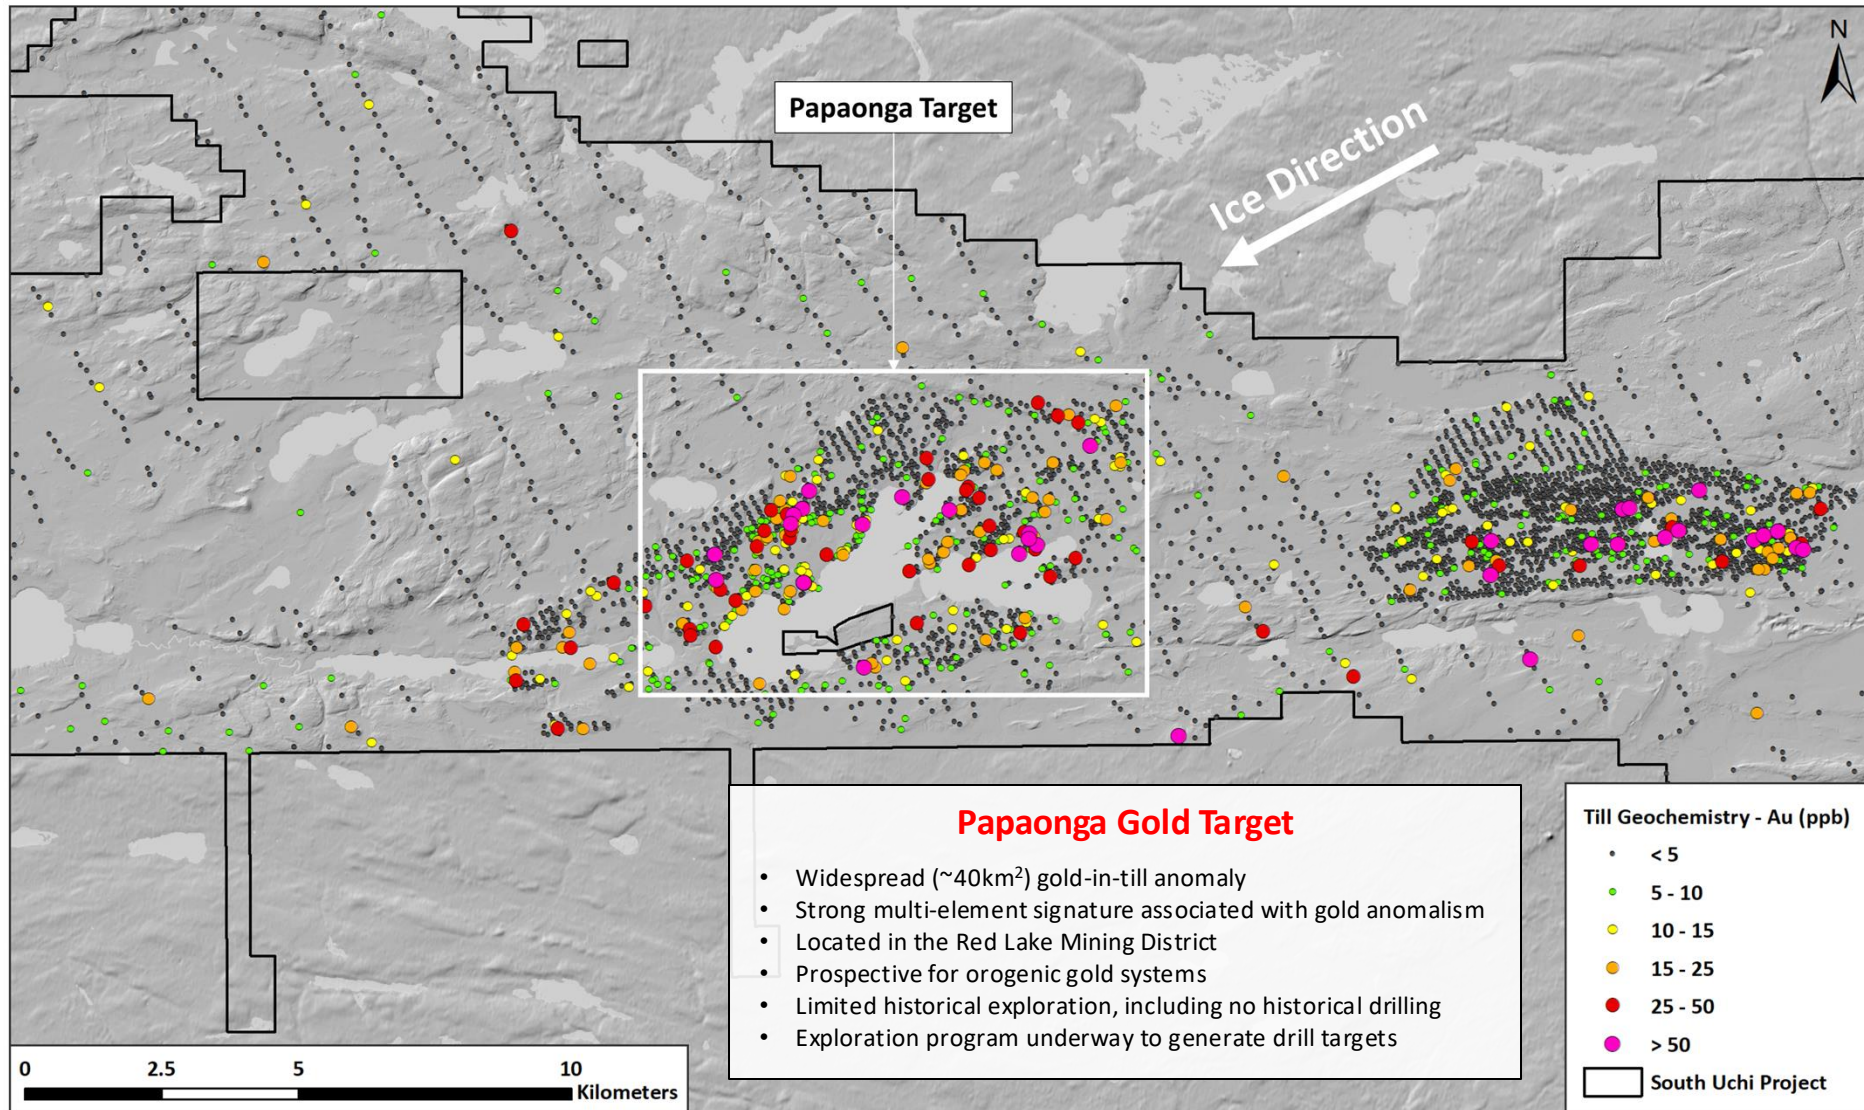 N
Papaonga Target
Ice Direction
Papaonga Gold Target
• Widespread (~40km²) gold-in-till anomaly
• Strong multi-element signature associated with gold anomalism
• Located in the Red Lake Mining District
• Prospective for orogenic gold systems
• Limited historical exploration, including no historical drilling
• Exploration program underway to generate drill targets
Till Geochemistry - Au (ppb)
< 5
5 - 10
10 - 15
15 - 25
25 - 50
> 50
South Uchi Project
0 2.5 5 10
Kilometers